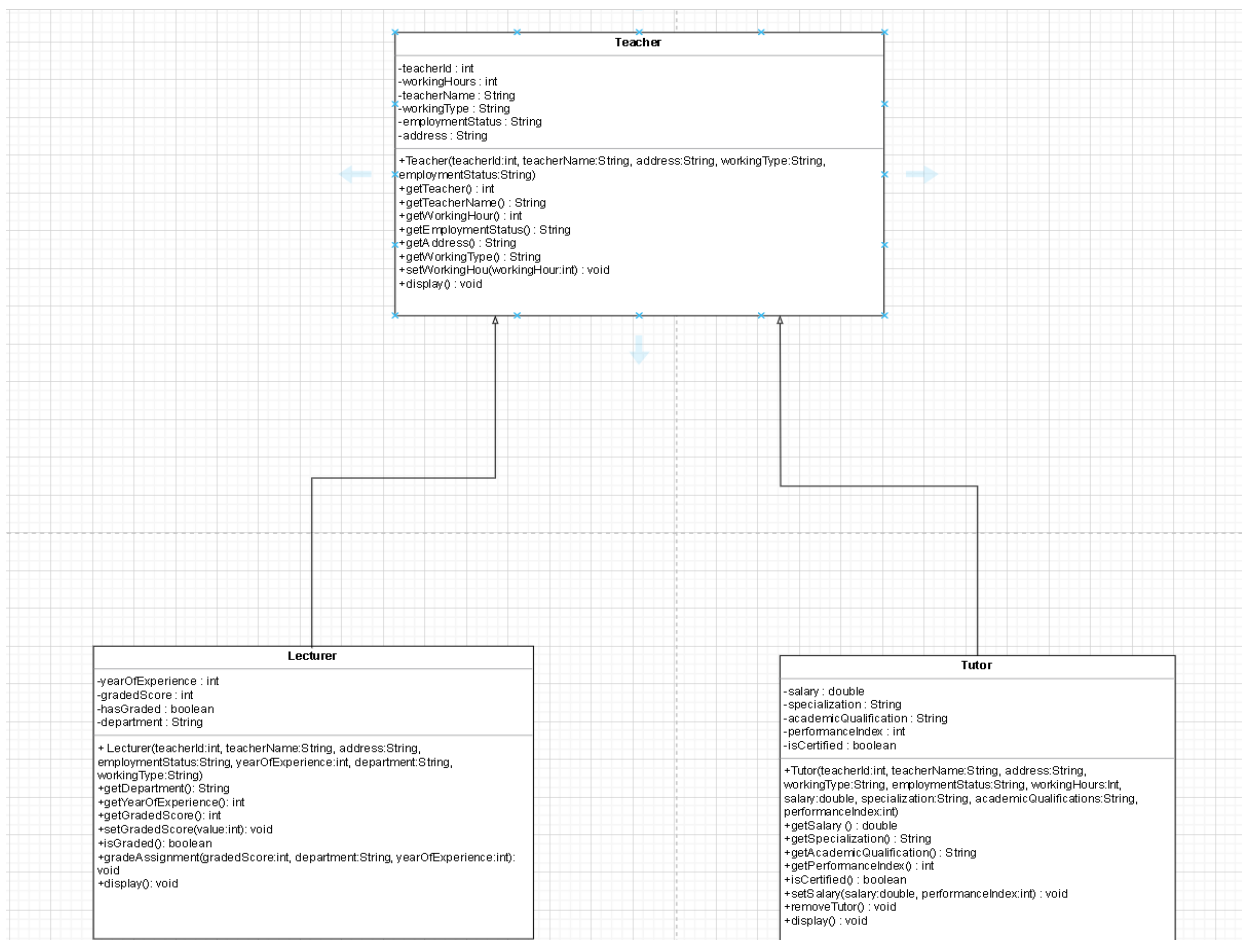 Teacher
-teacherId : int
-workingHours : int
-teacherName : String
-workingType : String
-employmentStatus : String
-address : String
+Teacher(teacherId:int, teacherName:String, address:String, workingType:String,
employmentStatus:String)
+getTeacher() : int
+getTeacherName() : String
+getWorkingHour() : int
+getEmploymentStatus() : String
+getAddress() : String
+getWorkingType() : String
+setWorkingHou(workingHour:int) : void
+display() : void
Lecturer
-yearOfExperience : int
-gradedScore : int
-hasGraded : boolean
-department : String
+ Lecturer(teacherId:int, teacherName:String, address:String,
employmentStatus:String, yearOfExperience:int, department:String,
workingType:String)
+getDepartment(): String
+getYearOfExperience(): int
+getGradedScore(): int
+setGradedScore(value:int): void
+isGraded(): boolean
+gradeAssignment(gradedScore:int, department:String, yearOfExperience:int):
void
+display(): void
Tutor
-salary : double
-specialization : String
-academicQualification : String
-performanceIndex : int
-isCertified : boolean
+Tutor(teacherId:int, teacherName:String, address:String,
workingType:String, employmentStatus:String, workingHours:Int,
salary:double, specialization:String, academicQualifications:String,
performanceIndex:int)
+getSalary () : double
+getSpecialization() : String
+getAcademicQualification() : String
+getPerformanceIndex() : int
+isCertified() : boolean
+setSalary(salary:double, performanceIndex:int) : void
+removeTutor() : void
+display() : void